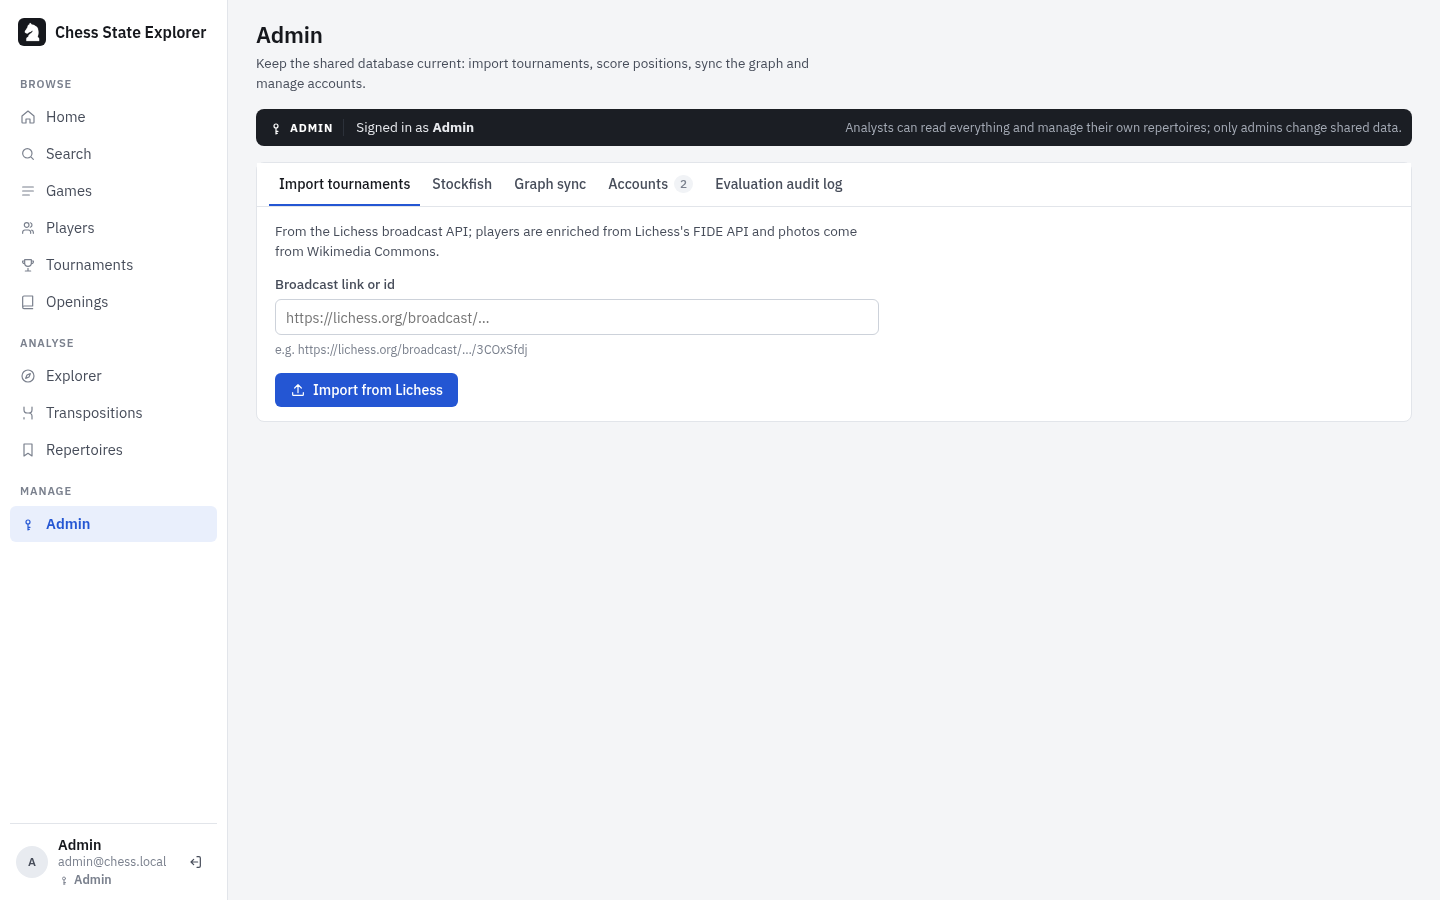 Chess State Explorer
BROWSE
Home
Search
Games
Players
Tournaments
Openings
ANALYSE
Explorer
Transpositions
Repertoires
MANAGE
Admin
A
Admin
admin@chess.local
Admin
Admin
Keep the shared database current: import tournaments, score positions, sync the graph and
manage accounts.
ADMIN Signed in as Admin Analysts can read everything and manage their own repertoires; only admins change shared data.
Import tournaments Stockfish Graph sync Accounts 2 Evaluation audit log
From the Lichess broadcast API; players are enriched from Lichess's FIDE API and photos come
from Wikimedia Commons.
Broadcast link or id
https://lichess.org/broadcast/...
e.g. https://lichess.org/broadcast/.../3COxSfdj
Import from Lichess